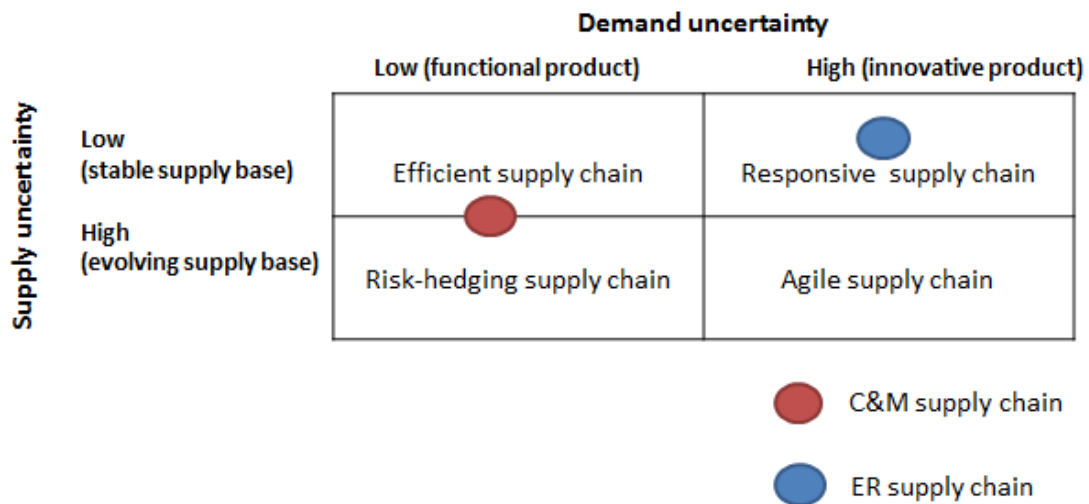 Demand uncertainty
Low (functional product)
High (innovative product)
Supply uncertainty
Low
(stable supply base)
Efficient supply chain
Responsive supply chain
High
(evolving supply base)
Risk-hedging supply chain
Agile supply chain
C&M supply chain
ER supply chain